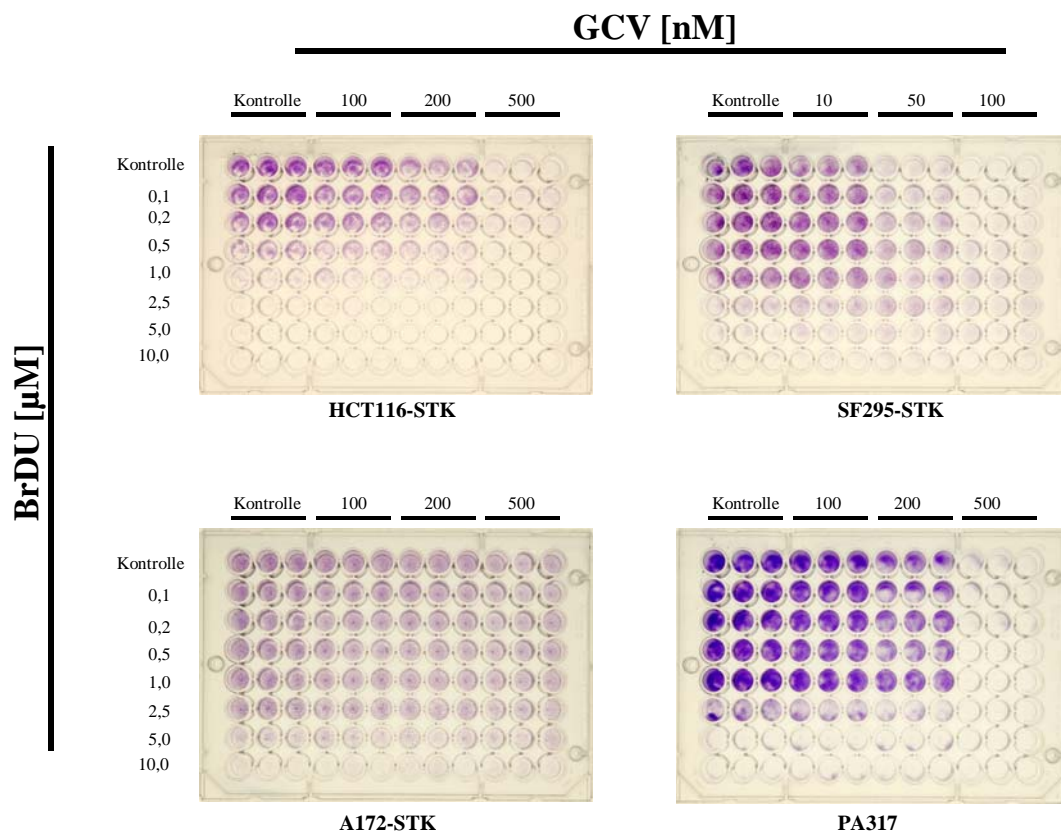 GCV [nM]
Kontrolle 100 200 500
Kontrolle 10 50 100
BrDU [µM]
Kontrolle
0,1
0,2
0,5
1,0
2,5
5,0
10,0
HCT116-STK
SF295-STK
Kontrolle 100 200 500
Kontrolle 100 200 500
Kontrolle
0,1
0,2
0,5
1,0
2,5
5,0
10,0
A172-STK
PA317